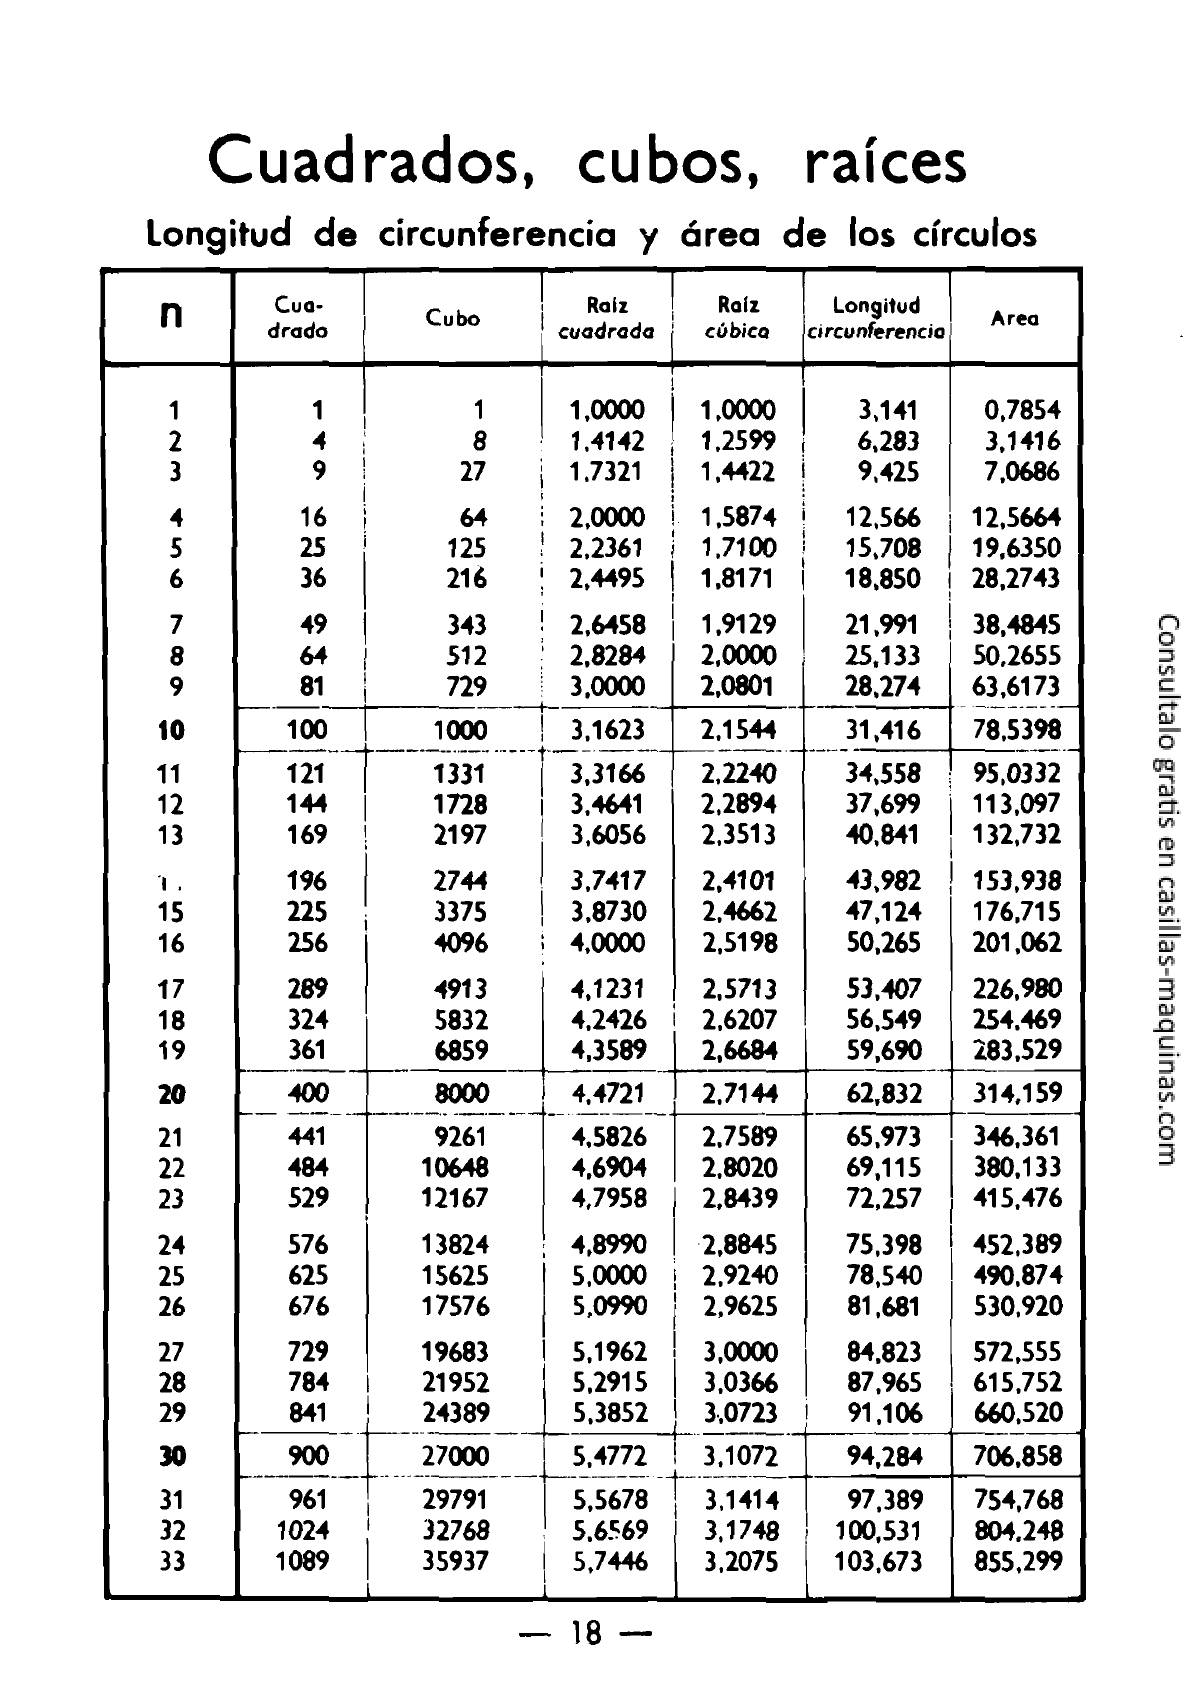 Cuadrados, cubos, raíces
Longitud de circunferencia y área de los círculos
n Cua- drado Cubo Raíz cuadrada Raíz cúbica Longitud circunferencia Area
1 1 1 1,0000 1,0000 3,141 0,7854
2 4 8 1,4142 1,2599 6,283 3,1416
3 9 27 1,7321 1,4422 9,425 7,0686
4 16 64 2,0000 1,5874 12,566 12,5664
5 25 125 2,2361 1,7100 15,708 19,6350
6 36 216 2,4495 1,8171 18,850 28,2743
7 49 343 2,6458 1,9129 21,991 38,4845
8 64 512 2,8284 2,0000 25,133 50,2655
9 81 729 3,0000 2,0801 28,274 63,6173
10 100 1000 3,1623 2,1544 31,416 78,5398
11 121 1331 3,3166 2,2240 34,558 95,0332
12 144 1728 3,4641 2,2894 37,699 113,097
13 169 2197 3,6056 2,3513 40,841 132,732
196 2744 3,7417 2,4101 43,982 153,938
15 225 3375 3,8730 2,4662 47,124 176,715
16 256 4096 4,0000 2,5198 50,265 201,062
17 289 4913 4,1231 2,5713 53,407 226,980
18 324 5832 4,2426 2,6207 56,549 254,469
19 361 6859 4,3589 2,6684 59,690 283,529
20 400 8000 4,4721 2,7144 62,832 314,159
21 441 9261 4,5826 2,7589 65,973 346,361
22 484 10648 4,6904 2,8020 69,115 380,133
23 529 12167 4,7958 2,8439 72,257 415,476
24 576 13824 4,8990 2,8845 75,398 452,389
25 625 15625 5,0000 2,9240 78,540 490,874
26 676 17576 5,0990 2,9625 81,681 530,920
27 729 19683 5,1962 3,0000 84,823 572,555
28 784 21952 5,2915 3,0366 87,965 615,752
29 841 24389 5,3852 3,0723 91,106 660,520
30 900 27000 5,4772 3,1072 94,284 706,858
31 961 29791 5,5678 3,1414 97,389 754,768
32 1024 32768 5,6569 3,1748 100,531 804,248
33 1089 35937 5,7446 3,2075 103,673 855,299
— 18 —
Consultalo gratis en casillas-maquinas.com